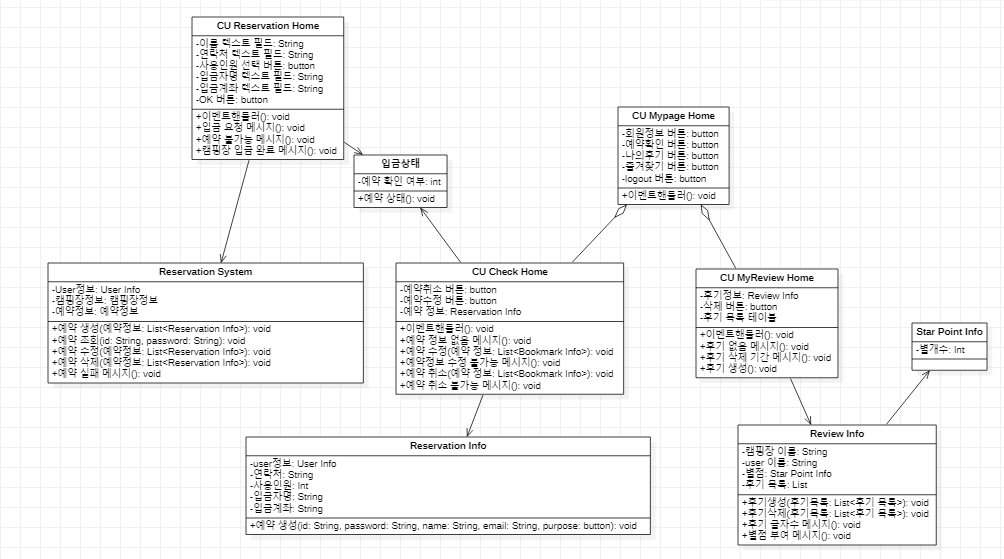 CU Reservation Home
-이름 텍스트 필드: String
-연락처 텍스트 필드: String
-사용인원 선택 버튼: button
-입금자명 텍스트 필드: String
-입금계좌 텍스트 필드: String
-OK 버튼: button
+이벤트핸들러(): void
+입금 요청 메시지(): void
+예약 불가능 메시지(): void
+캠핑장 입금 완료 메시지(): void
입금상태
-예약 확인 여부: int
+예약 상태(): void
CU Mypage Home
-회원정보 버튼: button
-예약확인 버튼: button
-나의후기 버튼: button
-즐겨찾기 버튼: button
-logout 버튼: button
+이벤트핸들러(): void
Reservation System
-User정보: User Info
-캠핑장정보: 캠핑장정보
-예약정보: 예약정보
+예약 생성(예약정보: List<Reservation Info>): void
+예약 조회(id: String, password: String): void
+예약 수정(예약정보: List<Reservation Info>): void
+예약 삭제(예약정보: List<Reservation Info>): void
+예약 실패 메시지(): void
CU Check Home
-예약취소 버튼: button
-예약수정 버튼: button
-예약 정보: Reservation Info
+이벤트핸들러(): void
+예약 정보 없음 메시지(): void
+예약 수정(예약 정보: List<Bookmark Info>): void
+예약정보 수정 불가능 메시지(): void
+예약 취소(예약 정보: List<Bookmark Info>): void
+예약 취소 불가능 메시지(): void
CU MyReview Home
-후기정보: Review Info
-삭제 버튼: button
-후기 목록 테이블
+이벤트핸들러(): void
+후기 없음 메시지(): void
+후기 삭제 기간 메시지(): void
+후기 생성(): void
Star Point Info
-별개수: Int
Reservation Info
-user정보: User Info
-연락처: String
-사용인원: Int
-입금자명: String
-입금계좌: String
+예약 생성(id: String, password: String, name: String, email: String, purpose: button): void
Review Info
-캠핑장 이름: String
-user 이름: String
-별점: Star Point Info
-후기 목록: List
+후기생성(후기목록: List<후기 목록>): void
+후기삭제(후기목록: List<후기 목록>): void
+후기 글자수 메시지(): void
+별점 부여 메시지(): void